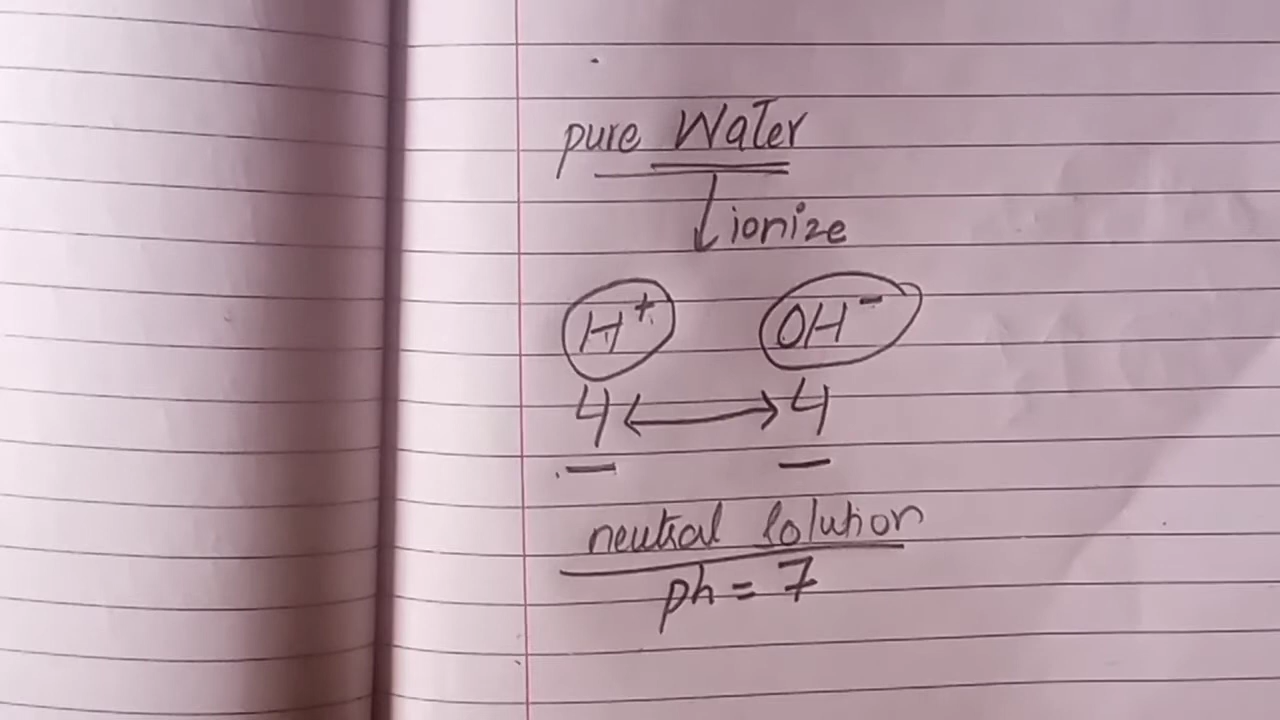 pure Water
ionize
H⁺ OH⁻
4 ⟷ 4
neutral solution
ph = 7